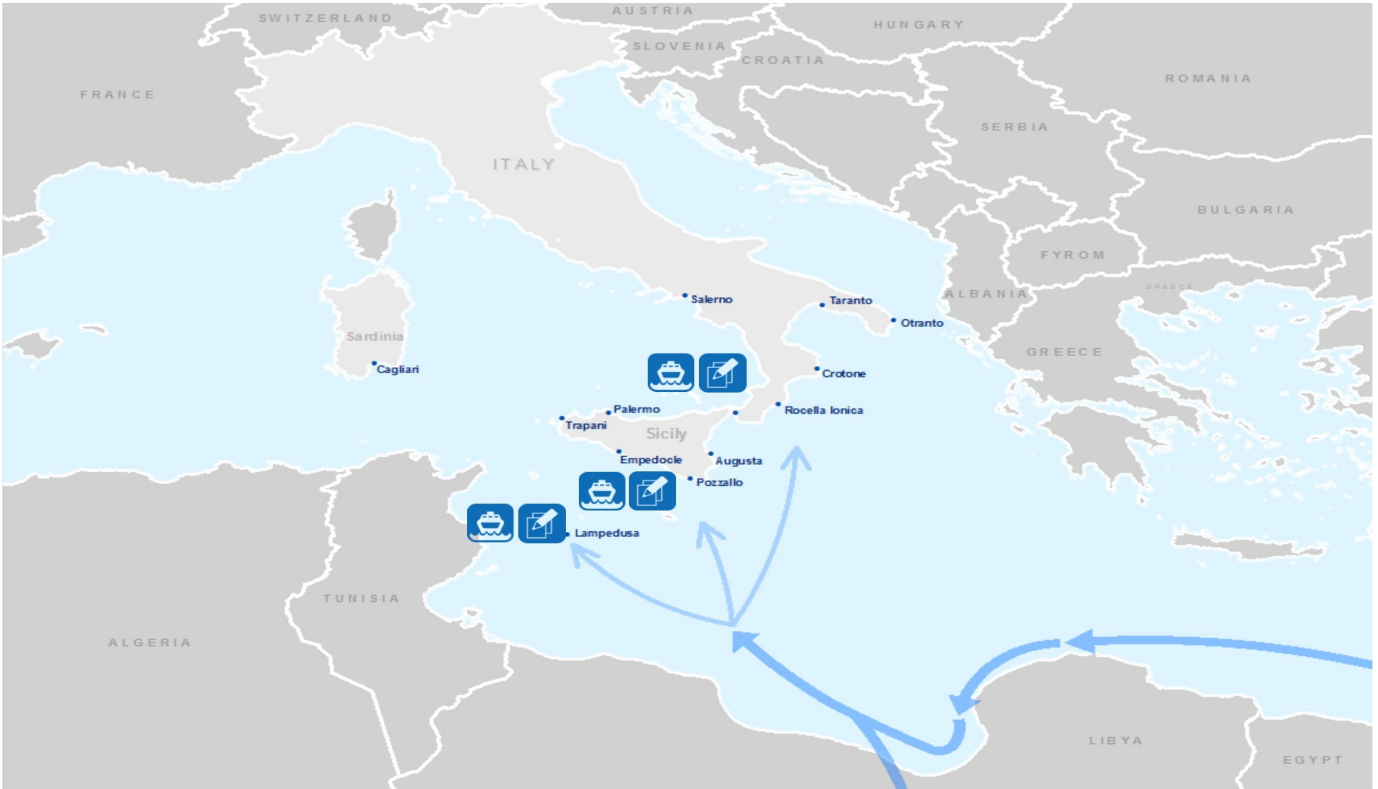 AUSTRIA
SWITZERLAND
HUNGARY
SLOVENIA
CROATIA
ROMANIA
FRANCE
SERBIA
ITALY
BULGARIA
FYROM
GREECE
ALBANIA
Salerno
Taranto
Otranto
Sardinia
GREECE
Cagliari
Crotone
Palermo
Rocella Ionica
Trapani
Sicily
Empedocle
Augusta
Pozzallo
Lampedusa
TUNISIA
ALGERIA
LIBYA
EGYPT